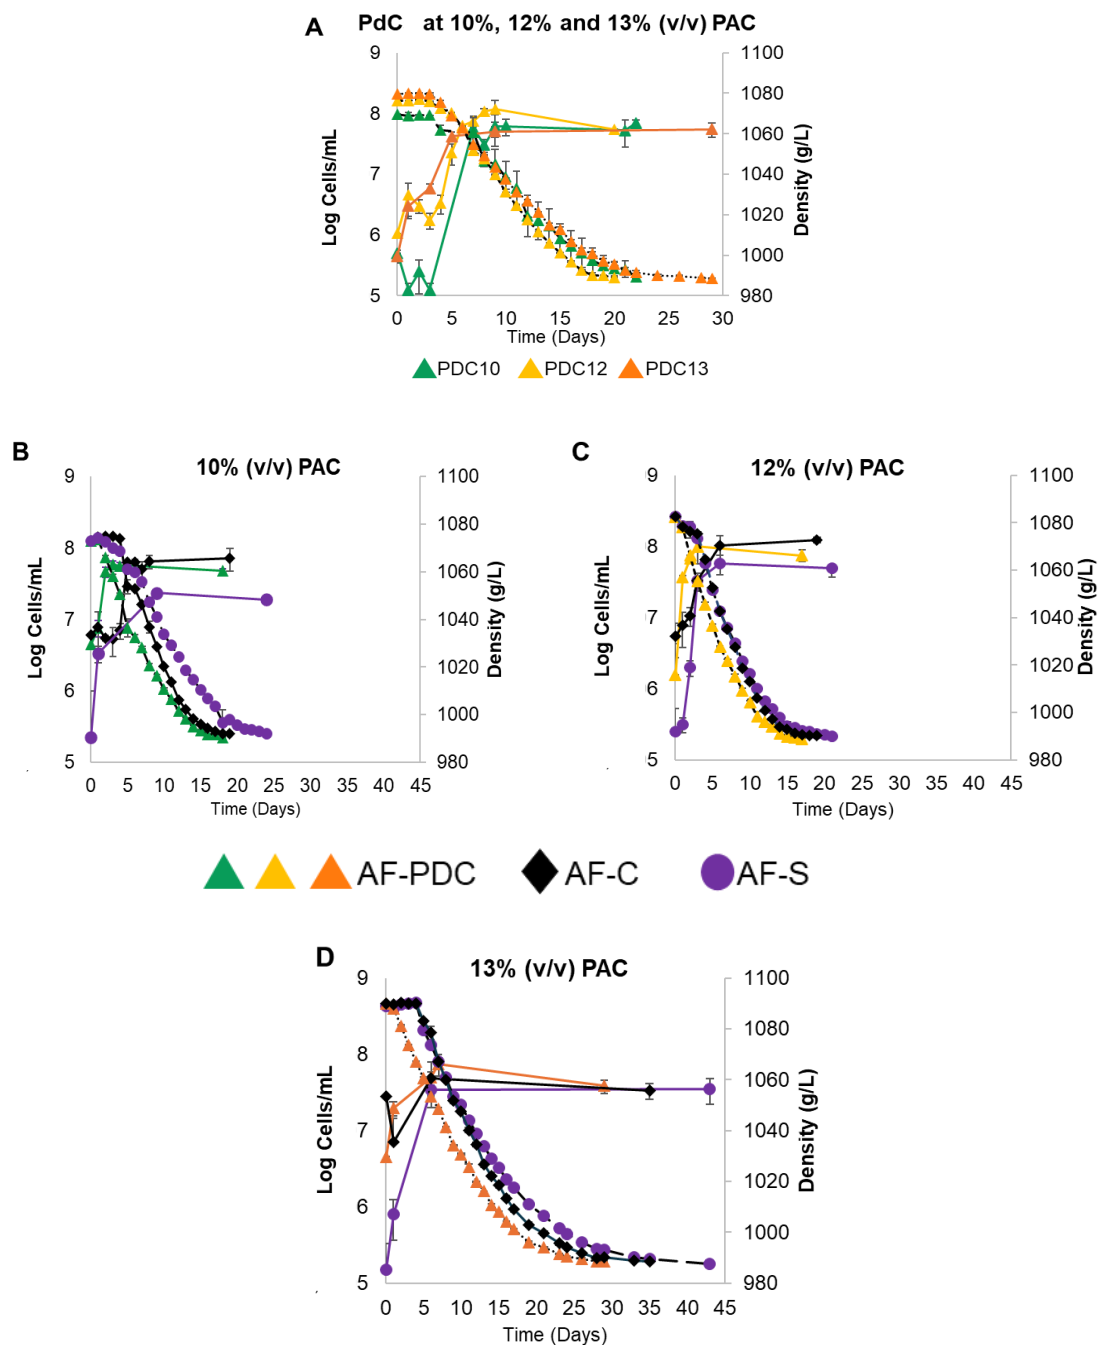 A PdC at 10%, 12% and 13% (v/v) PAC
9 8 7 6 5
Log Cells/mL
1100 1080 1060 1040 1020 1000 980
Density (g/L)
0 5 10 15 20 25 30
Time (Days)
PDC10 PDC12 PDC13
B 10% (v/v) PAC
9 8 7 6 5
Log Cells/mL
1100 1080 1060 1040 1020 1000 980
Density (g/L)
0 5 10 15 20 25 30 35 40 45
Time (Days)
C 12% (v/v) PAC
9 8 7 6 5
Log Cells/mL
1100 1080 1060 1040 1020 1000 980
Density (g/L)
0 5 10 15 20 25 30 35 40 45
Time (Days)
AF-PDC AF-C AF-S
D 13% (v/v) PAC
9 8 7 6 5
Log Cells/mL
1100 1080 1060 1040 1020 1000 980
Density (g/L)
0 5 10 15 20 25 30 35 40 45
Time (Days)